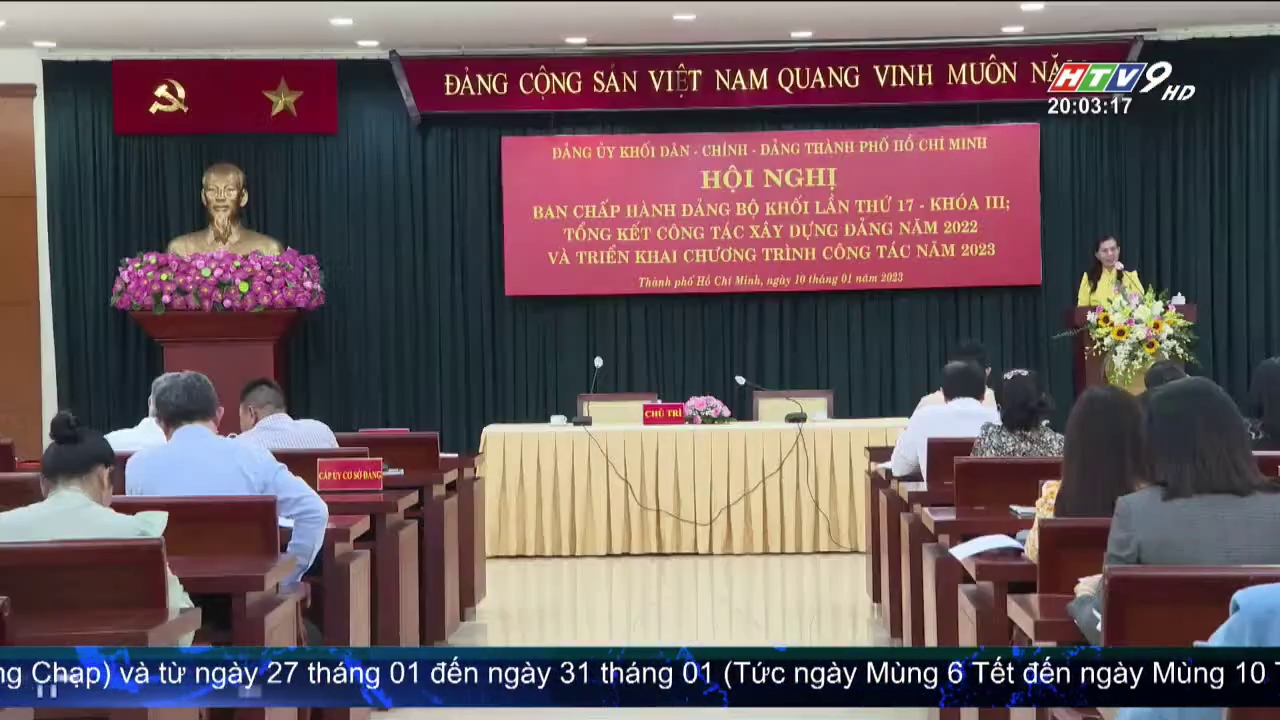 ĐẢNG CỘNG SẢN VIỆT NAM QUANG VINH MUÔN NĂM
HTV9 HD
20:03:17
ĐẢNG ỦY KHỐI DÂN - CHÍNH - ĐẢNG THÀNH PHỐ HỒ CHÍ MINH
HỘI NGHỊ
BAN CHẤP HÀNH ĐẢNG BỘ KHỐI LẦN THỨ 17 - KHÓA III;
TỔNG KẾT CÔNG TÁC XÂY DỰNG ĐẢNG NĂM 2022
VÀ TRIỂN KHAI CHƯƠNG TRÌNH CÔNG TÁC NĂM 2023
Thành phố Hồ Chí Minh, ngày 10 tháng 01 năm 2023
CHỦ TRÌ
CẤP ỦY CƠ SỞ ĐẢNG
ng Chạp) và từ ngày 27 tháng 01 đến ngày 31 tháng 01 (Tức ngày Mùng 6 Tết đến ngày Mùng 10